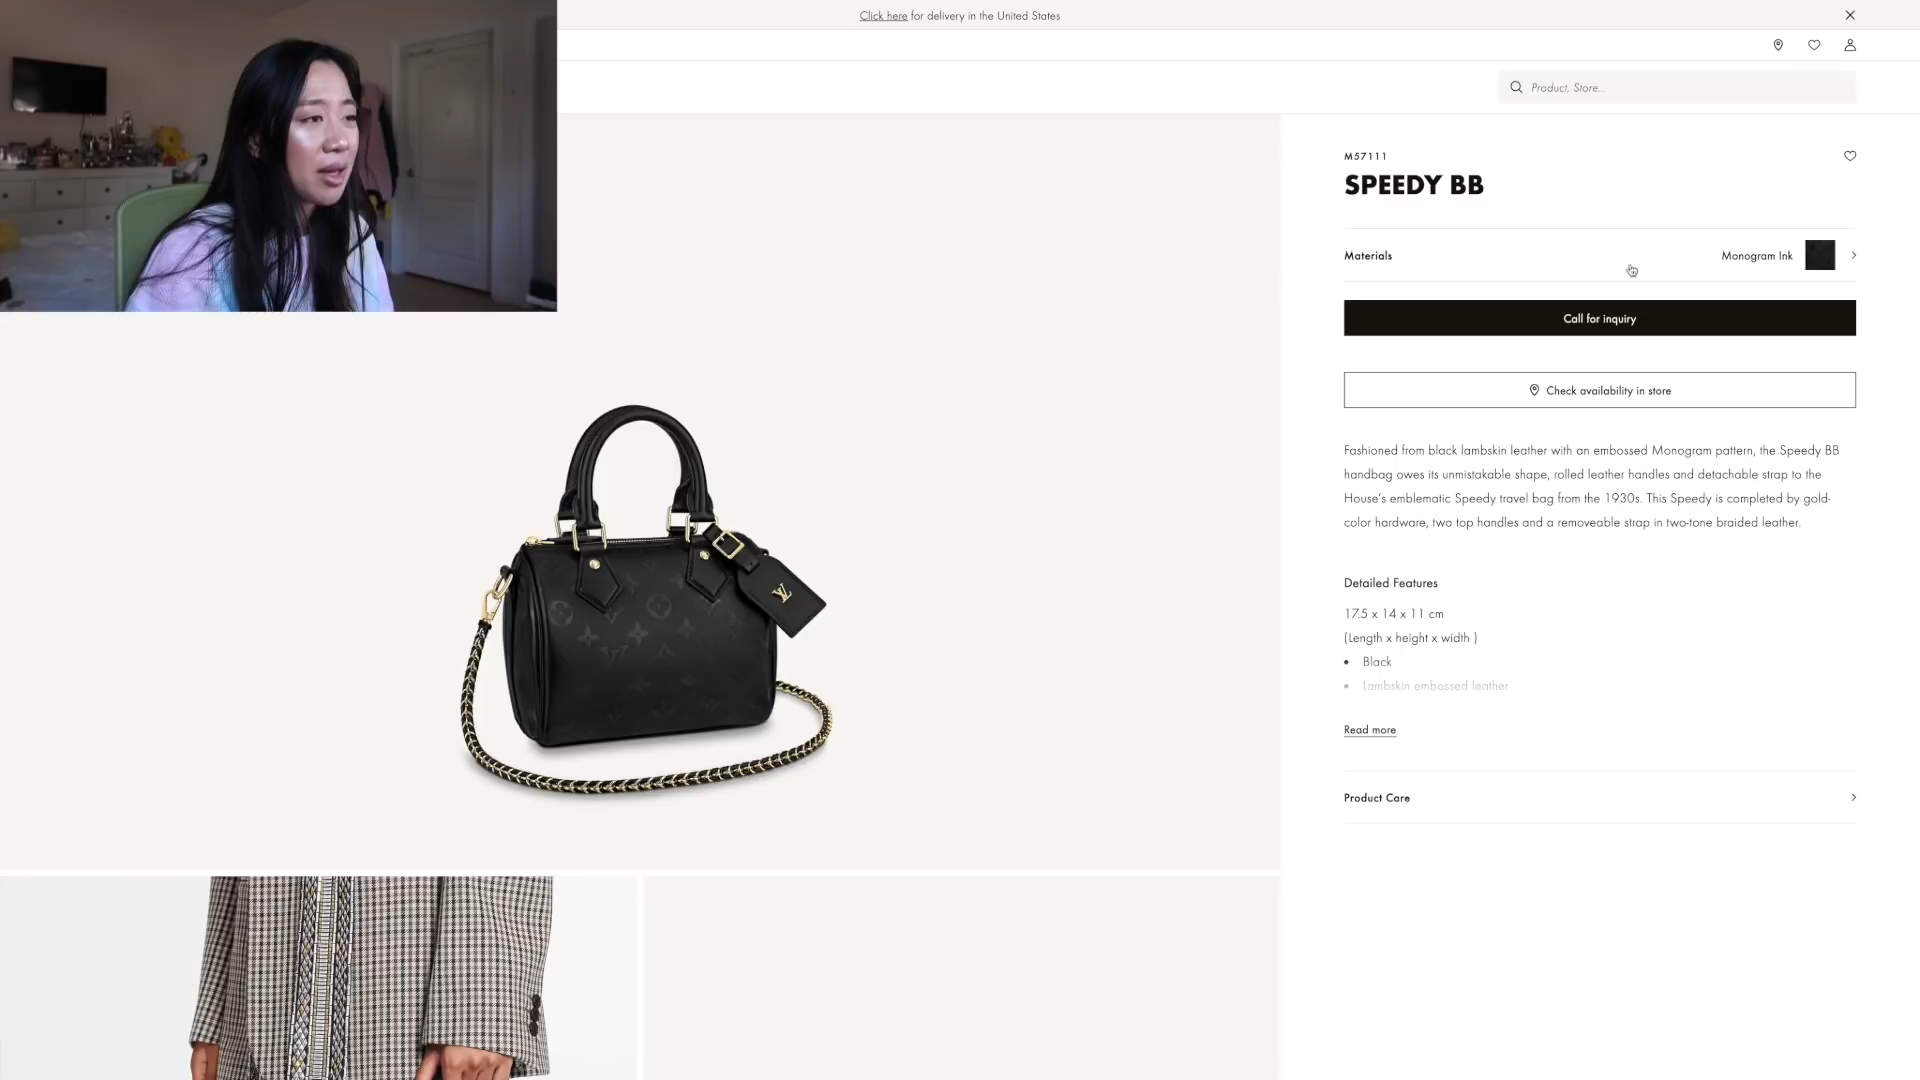 Click here for delivery in the United States
Product, Store...
M57111
SPEEDY BB
Materials
Monogram Ink
Call for inquiry
Check availability in store
Fashioned from black lambskin leather with an embossed Monogram pattern, the Speedy BB
handbag owes its unmistakable shape, rolled leather handles and detachable strap to the
House's emblematic Speedy travel bag from the 1930s. This Speedy is completed by gold-
color hardware, two top handles and a removeable strap in two-tone braided leather.
Detailed Features
17.5 x 14 x 11 cm
(Length x height x width )
• Black
• Lambskin embossed leather
Read more
Product Care
LV